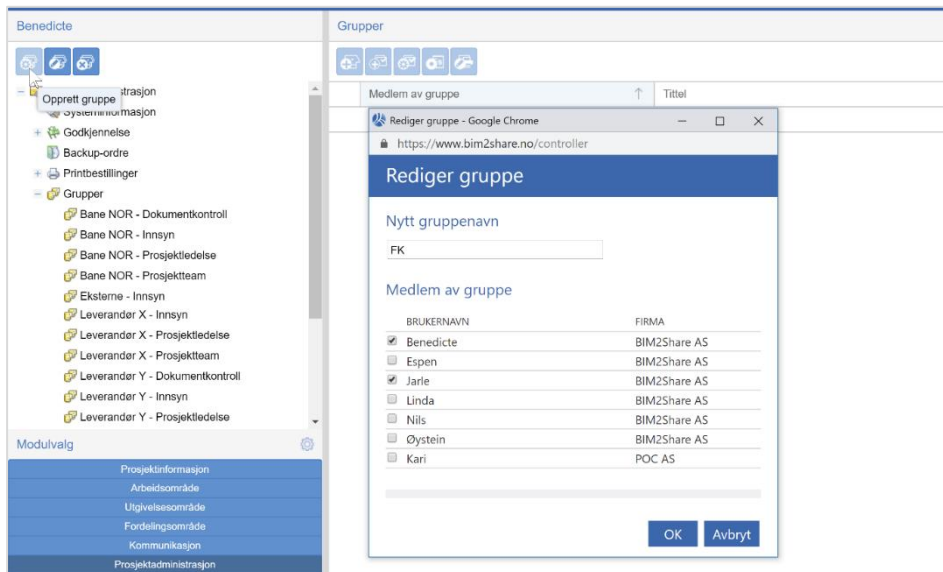 Benedicte
Opprett gruppe
strasjon
Systeminformasjon
Godkjennelse
Backup-ordre
Printbestillinger
Grupper
Bane NOR - Dokumentkontroll
Bane NOR - Innsyn
Bane NOR - Prosjektledelse
Bane NOR - Prosjektteam
Eksterne - Innsyn
Leverandør X - Innsyn
Leverandør X - Prosjektledelse
Leverandør X - Prosjektteam
Leverandør Y - Dokumentkontroll
Leverandør Y - Innsyn
Leverandør Y - Prosjektledelse
Modulvalg
Prosjektinformasjon
Arbeidsområde
Utgivelsesområde
Fordelingsområde
Kommunikasjon
Prosjektadministrasjon
Grupper
Medlem av gruppe Tittel
Rediger gruppe - Google Chrome
https://www.bim2share.no/controller
Rediger gruppe
Nytt gruppenavn
FK
Medlem av gruppe
BRUKERNAVN FIRMA
Benedicte BIM2Share AS
Espen BIM2Share AS
Jarle BIM2Share AS
Linda BIM2Share AS
Nils BIM2Share AS
Øystein BIM2Share AS
Kari POC AS
OK Avbryt